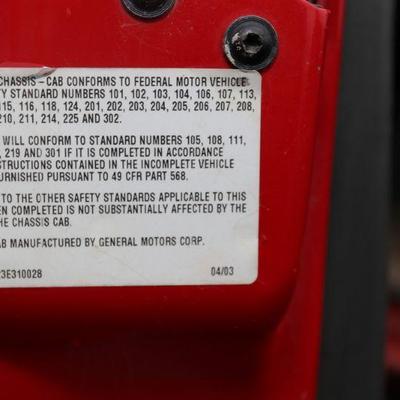 CHASSIS - CAB CONFORMS TO FEDERAL MOTOR VEHICLE
TY STANDARD NUMBERS 101, 102, 103, 104, 106, 107, 113,
115, 116, 118, 124, 201, 202, 203, 204, 205, 206, 207, 208,
210, 211, 214, 225 AND 302.
WILL CONFORM TO STANDARD NUMBERS 105, 108, 111,
, 219 AND 301 IF IT IS COMPLETED IN ACCORDANCE
STRUCTIONS CONTAINED IN THE INCOMPLETE VEHICLE
URNISHED PURSUANT TO 49 CFR PART 568.
TO THE OTHER SAFETY STANDARDS APPLICABLE TO THIS
EN COMPLETED IS NOT SUBSTANTIALLY AFFECTED BY THE
HE CHASSIS CAB.
AB MANUFACTURED BY GENERAL MOTORS CORP.
23E310028 04/03